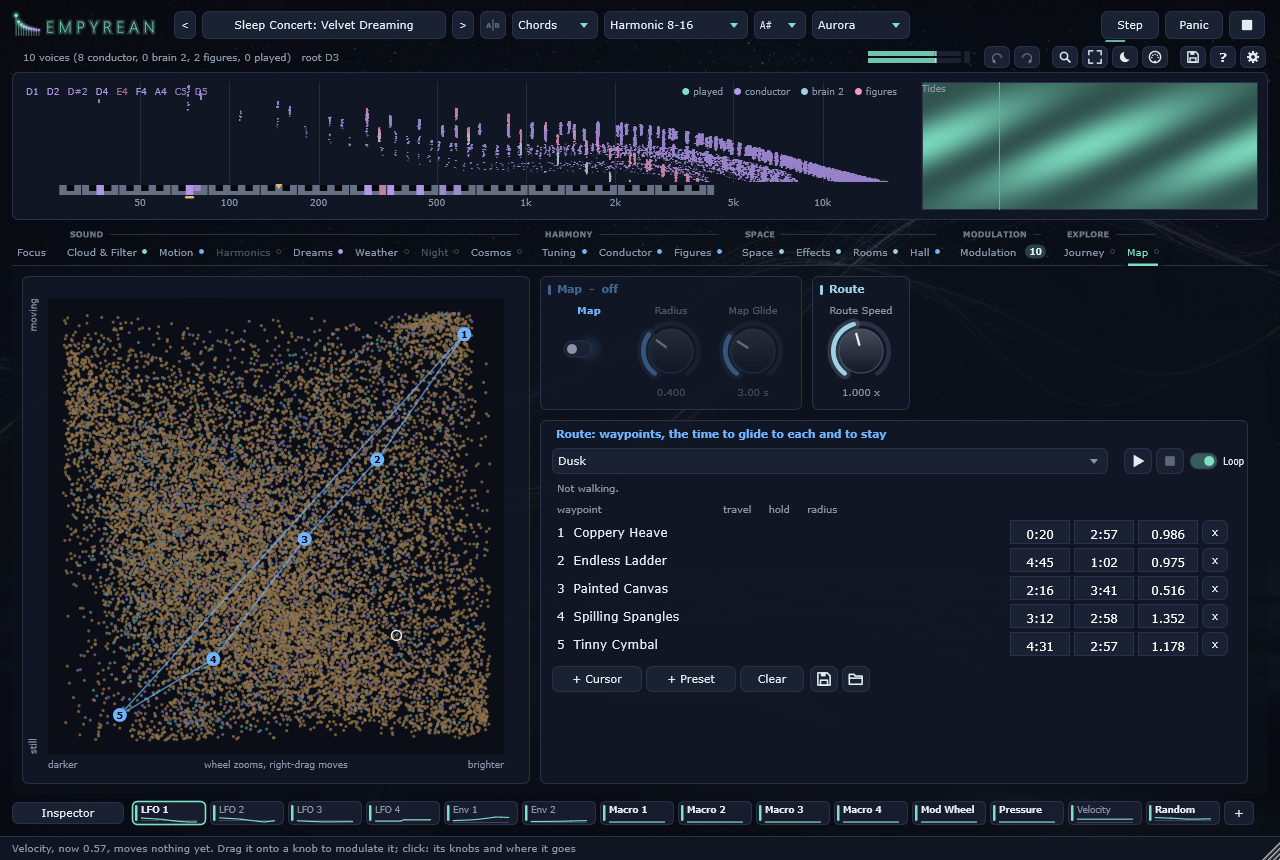 EMPYREAN < Sleep Concert: Velvet Dreaming > A|B Chords Harmonic 8-16 A# Aurora Step Panic
10 voices (8 conductor, 0 brain 2, 2 figures, 0 played) root D3 ?
D1 D2 D#2 D4 E4 F4 A4 C5 D5 played conductor brain 2 figures Tides
50 100 200 500 1k 2k 5k 10k
SOUND HARMONY SPACE MODULATION EXPLORE
Focus Cloud & Filter Motion Harmonics Dreams Weather Night Cosmos Tuning Conductor Figures Space Effects Rooms Hall Modulation 10 Journey Map
moving
still
darker wheel zooms, right-drag moves brighter
1
2
3
4
5
Map - off
Map Radius Map Glide
0.400 3.00 s
Route
Route Speed
1.000 x
Route: waypoints, the time to glide to each and to stay
Dusk Loop
Not walking.
waypoint travel hold radius
1 Coppery Heave 0:20 2:57 0.986 x
2 Endless Ladder 4:45 1:02 0.975 x
3 Painted Canvas 2:16 3:41 0.516 x
4 Spilling Spangles 3:12 2:58 1.352 x
5 Tinny Cymbal 4:31 2:57 1.178 x
+ Cursor + Preset Clear
Inspector LFO 1 LFO 2 LFO 3 LFO 4 Env 1 Env 2 Macro 1 Macro 2 Macro 3 Macro 4 Mod Wheel Pressure Velocity Random +
Velocity, now 0.57, moves nothing yet. Drag it onto a knob to modulate it; click: its knobs and where it goes